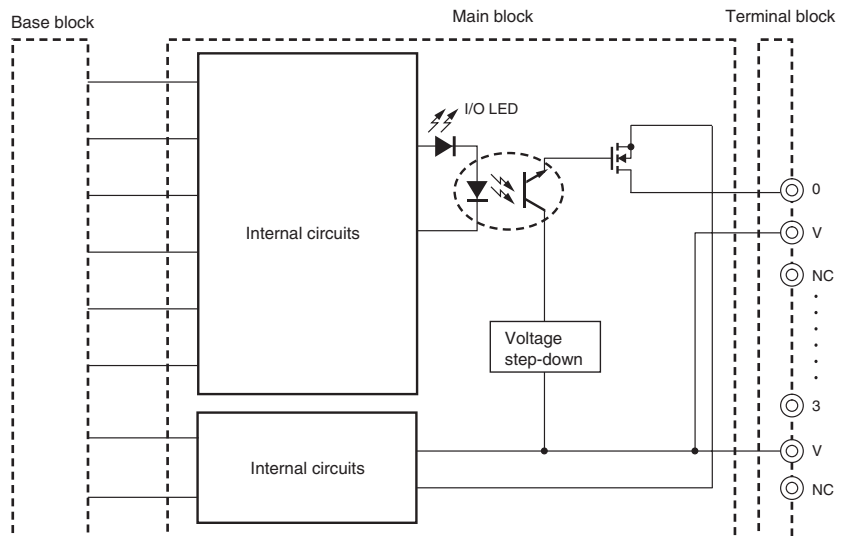 Base block
Main block
Terminal block
I/O LED
Internal circuits
Voltage
step-down
Internal circuits
0
V
NC
3
V
NC